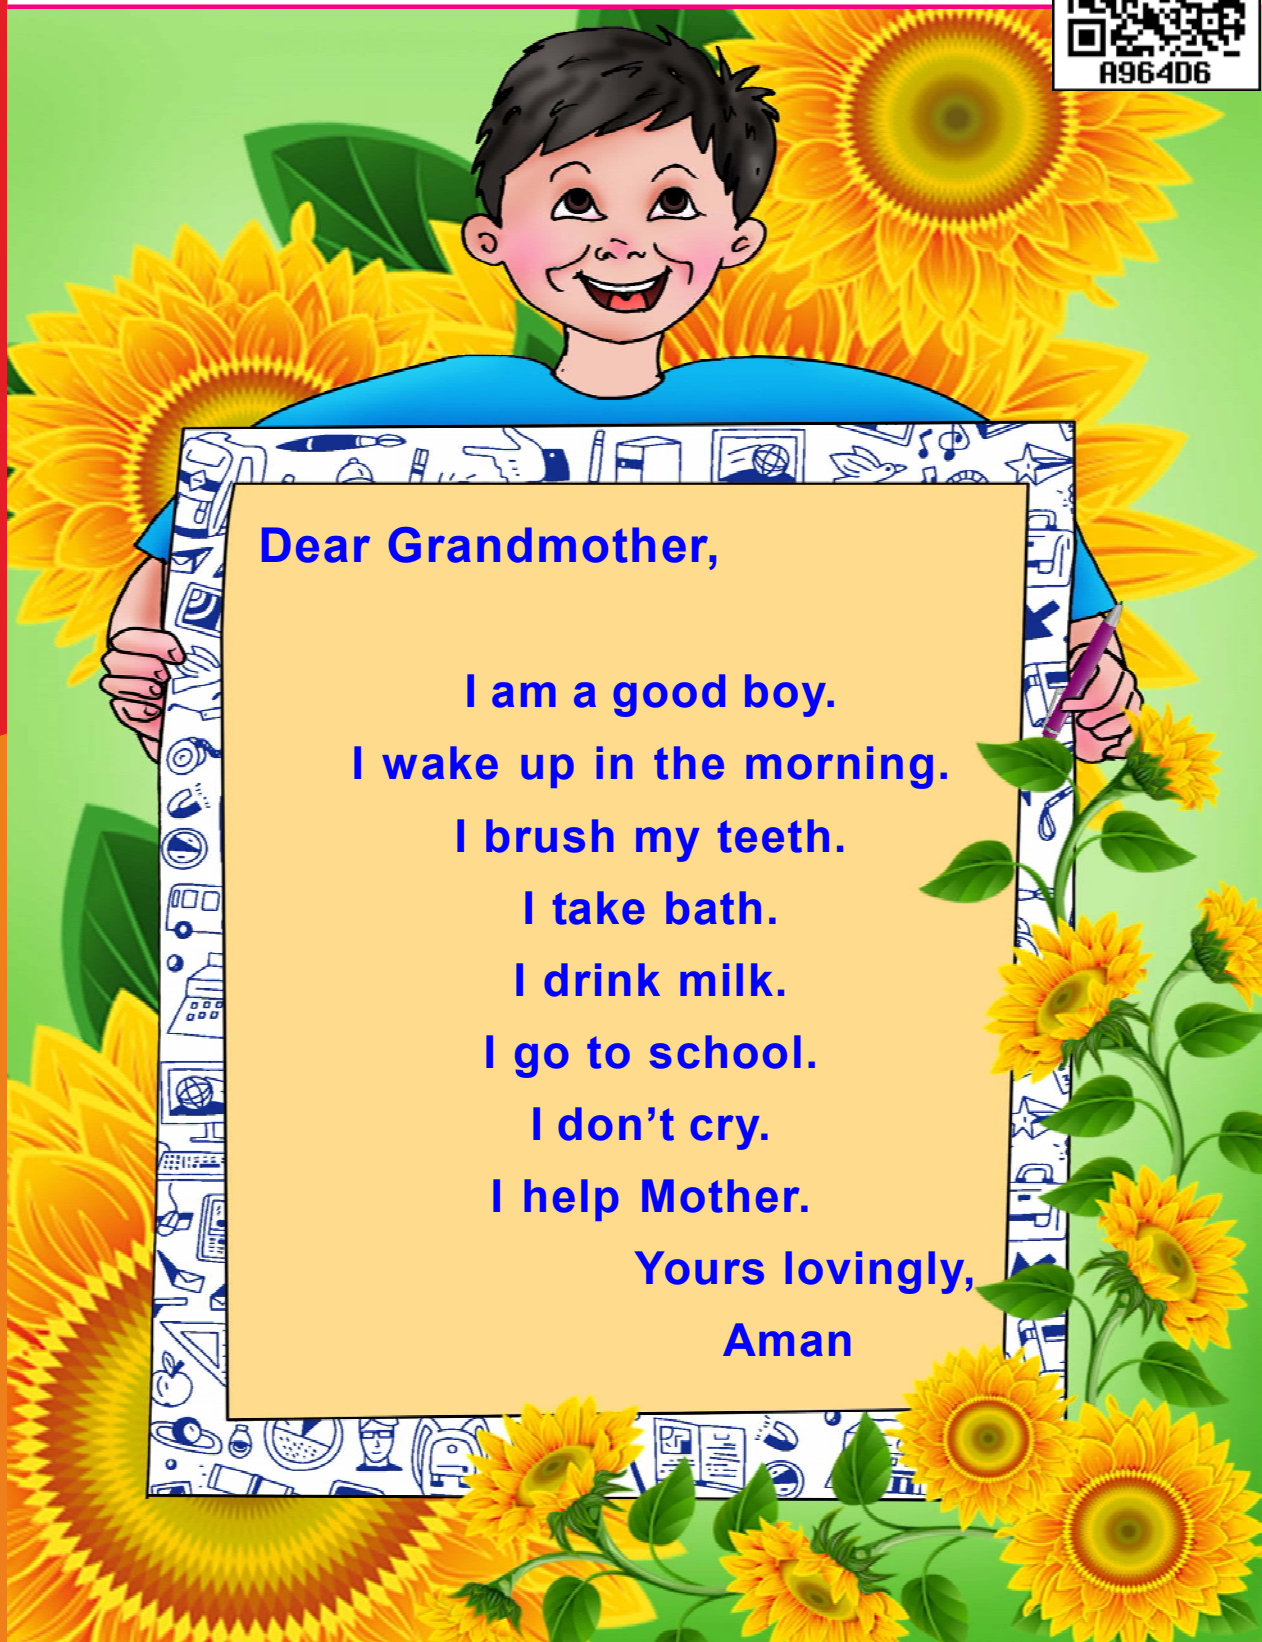 A964D6
Dear Grandmother,
I am a good boy.
I wake up in the morning.
I brush my teeth.
I take bath.
I drink milk.
I go to school.
I don’t cry.
I help Mother.
Yours lovingly,
Aman